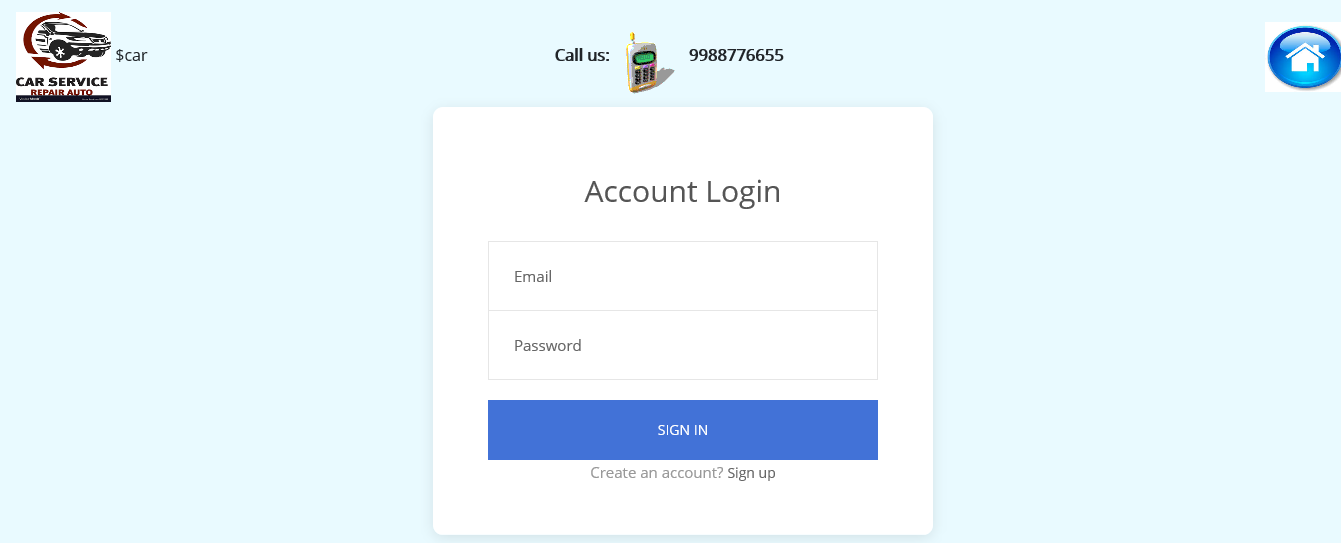 CAR SERVICE
REPAIR AUTO
$car
Call us: 9988776655
Account Login
Email
Password
SIGN IN
Create an account? Sign up